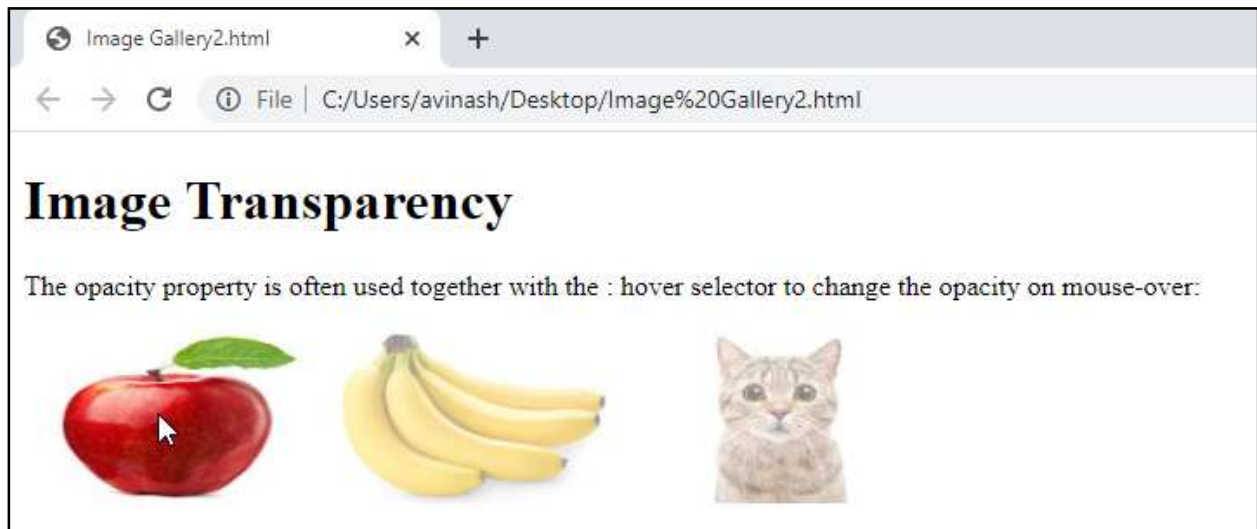 Image Gallery2.html
File | C:/Users/avinash/Desktop/Image%20Gallery2.html
Image Transparency
The opacity property is often used together with the : hover selector to change the opacity on mouse-over: